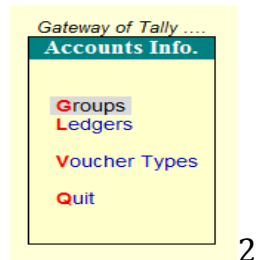 Gateway of Tally ....
Accounts Info.
Groups
Ledgers
Voucher Types
Quit
2